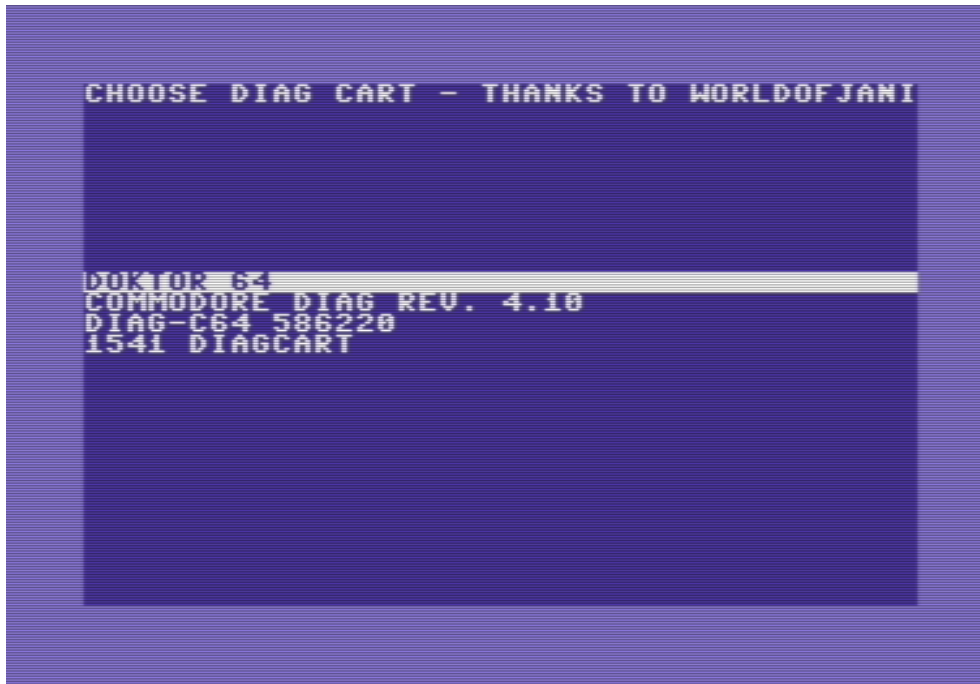 CHOOSE DIAG CART - THANKS TO WORLDOFJANI
DOKTOR 64
COMMODORE DIAG REV. 4.10
DIAG-C64 586220
1541 DIAGCART